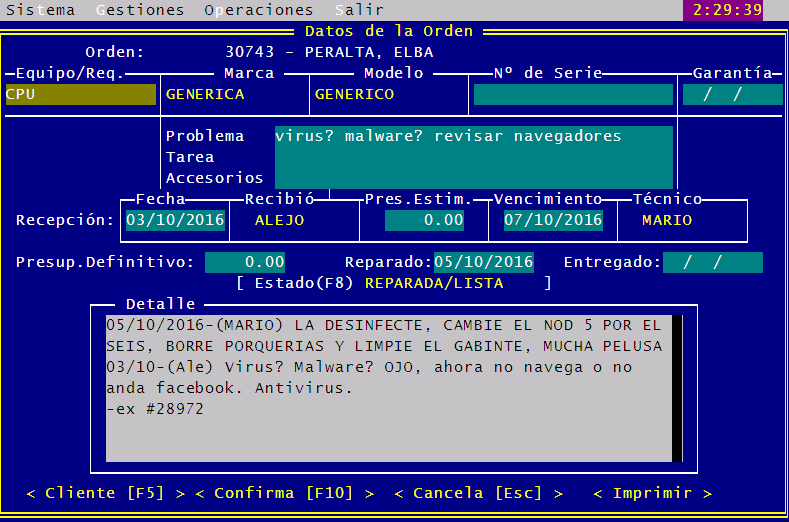 Sistema Gestiones Operaciones Salir 2:29:39
Datos de la Orden
Orden: 30743 - PERALTA, ELBA
Equipo/Req. Marca Modelo Nº de Serie Garantía
CPU GENERICA GENERICO / /
Problema virus? malware? revisar navegadores
Tarea
Accesorios
Fecha Recibió Pres.Estim. Vencimiento Técnico
Recepción: 03/10/2016 ALEJO 0.00 07/10/2016 MARIO
Presup.Definitivo: 0.00 Reparado: 05/10/2016 Entregado: / /
[ Estado(F8) REPARADA/LISTA ]
Detalle
05/10/2016-(MARIO) LA DESINFECTE, CAMBIE EL NOD 5 POR EL
SEIS, BORRE PORQUERIAS Y LIMPIE EL GABINTE, MUCHA PELUSA
03/10-(Ale) Virus? Malware? OJO, ahora no navega o no
anda facebook. Antivirus.
-ex #28972
< Cliente [F5] > < Confirma [F10] > < Cancela [Esc] > < Imprimir >